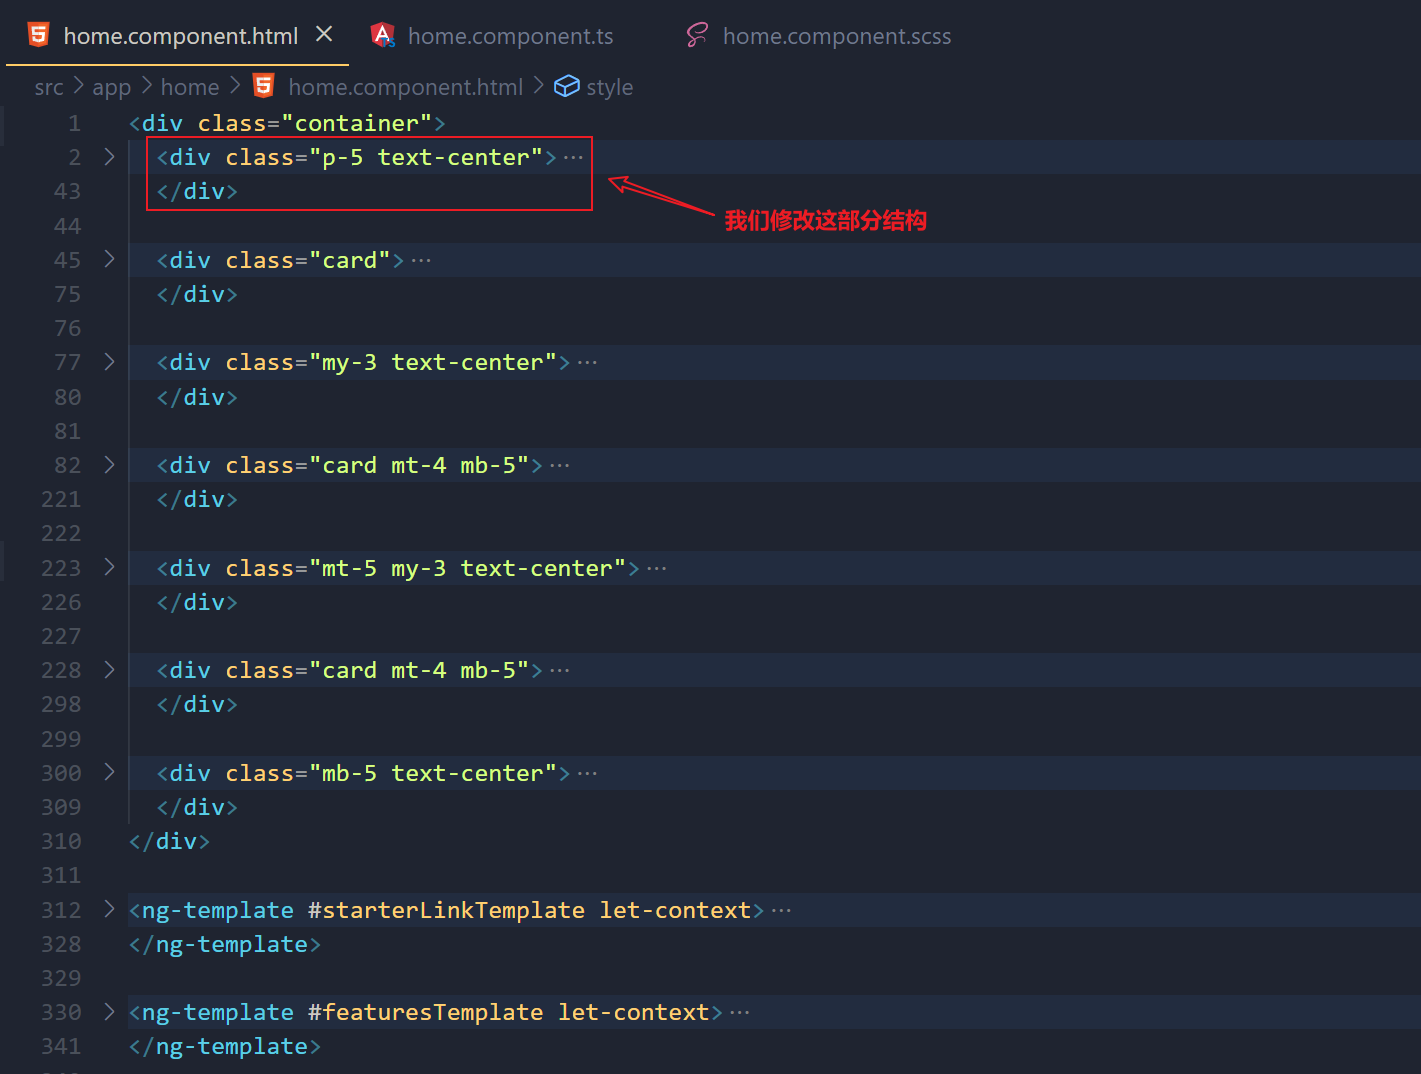 home.component.html home.component.ts home.component.scss
src > app > home > home.component.html > style
1 <div class="container">
2 <div class="p-5 text-center">···
43 </div>
我们修改这部分结构
44
45 <div class="card">···
75 </div>
76
77 <div class="my-3 text-center">···
80 </div>
81
82 <div class="card mt-4 mb-5">···
221 </div>
222
223 <div class="mt-5 my-3 text-center">···
226 </div>
227
228 <div class="card mt-4 mb-5">···
298 </div>
299
300 <div class="mb-5 text-center">···
309 </div>
310 </div>
311
312 <ng-template #starterLinkTemplate let-context>···
328 </ng-template>
329
330 <ng-template #featuresTemplate let-context>···
341 </ng-template>